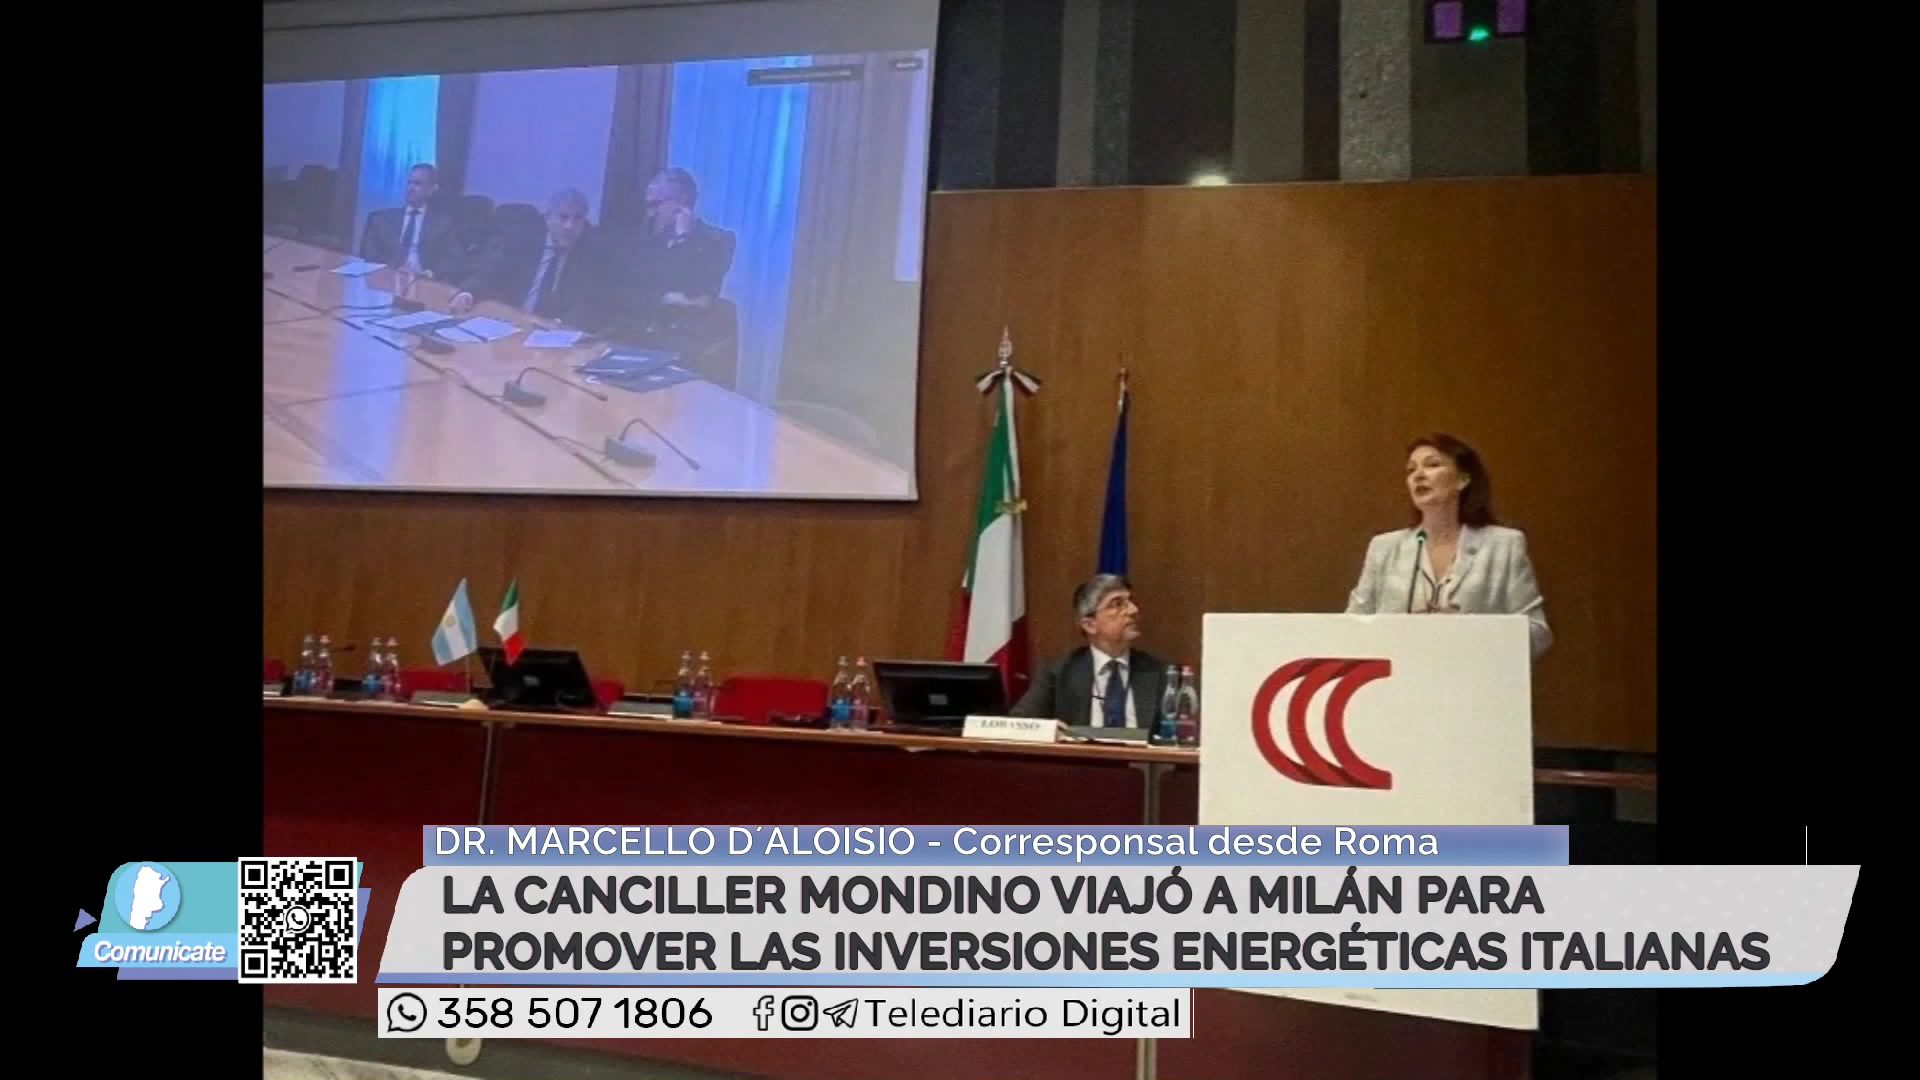 LOBASSO
DR. MARCELLO D´ALOISIO - Corresponsal desde Roma
LA CANCILLER MONDINO VIAJÓ A MILÁN PARA
PROMOVER LAS INVERSIONES ENERGÉTICAS ITALIANAS
Comunicate
358 507 1806 Telediario Digital